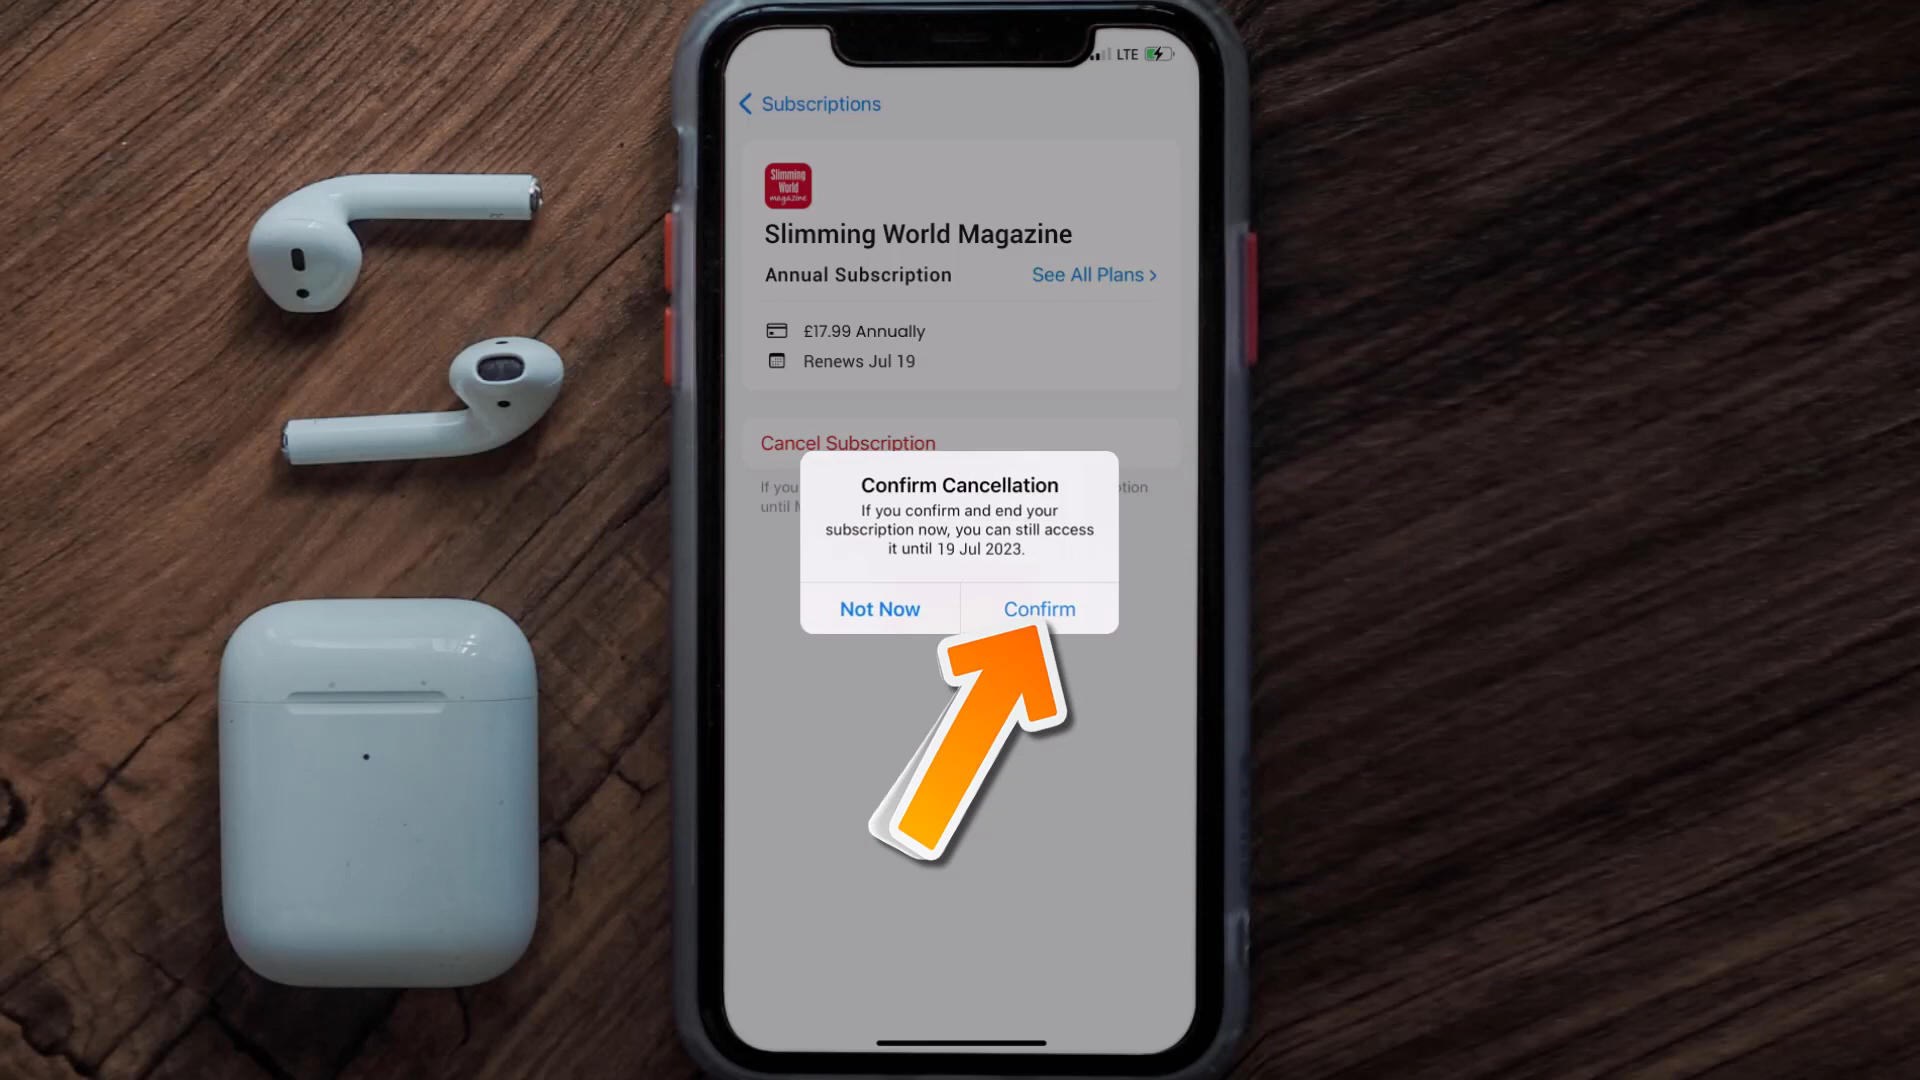 LTE
Subscriptions
Slimming
World
magazine
Slimming World Magazine
Annual Subscription
See All Plans >
£17.99 Annually
Renews Jul 19
Cancel Subscription
If you
until
Confirm Cancellation
If you confirm and end your
subscription now, you can still access
it until 19 Jul 2023.
Not Now
Confirm